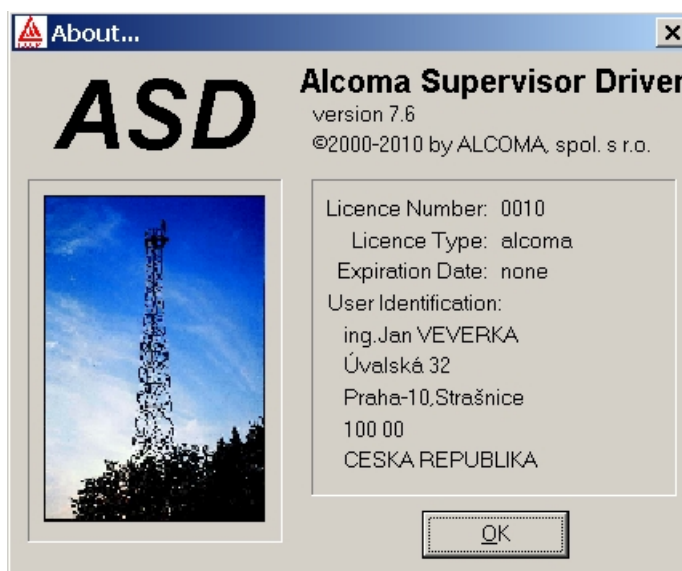 About...
ASD
Alcoma Supervisor Driver
version 7.6
©2000-2010 by ALCOMA, spol. s r.o.
Licence Number: 0010
Licence Type: alcoma
Expiration Date: none
User Identification:
ing.Jan VEVERKA
Úvalská 32
Praha-10,Strašnice
100 00
CESKA REPUBLIKA
OK